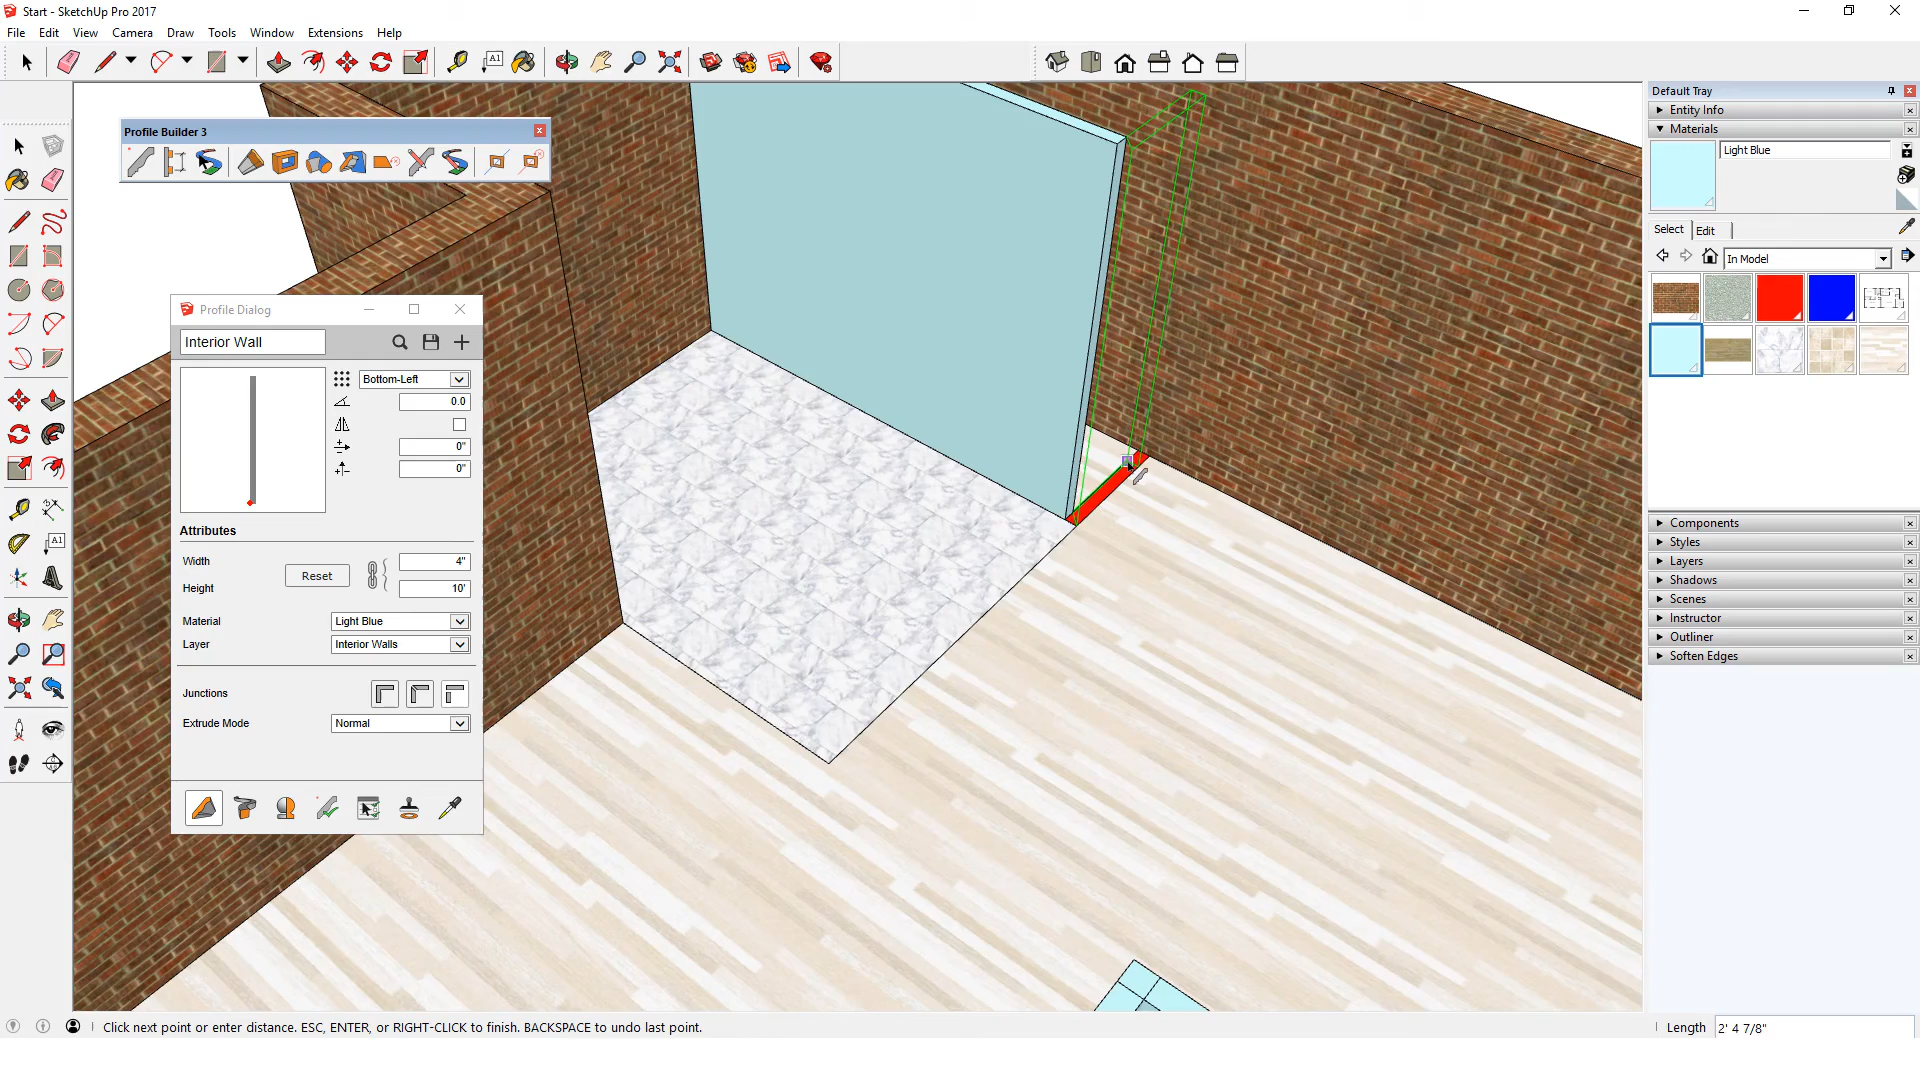 Start - SketchUp Pro 2017
File Edit View Camera Draw Tools Window Extensions Help
A1
Default Tray
Entity Info
Materials
Light Blue
Select Edit
In Model
Components
Styles
Layers
Shadows
Scenes
Instructor
Outliner
Soften Edges
Profile Builder 3
Profile Dialog
Interior Wall
Bottom-Left
0.0
0"
0"
Attributes
Width 4"
Reset
Height 10'
Material Light Blue
Layer Interior Walls
Junctions
Extrude Mode Normal
A1
Click next point or enter distance. ESC, ENTER, or RIGHT-CLICK to finish. BACKSPACE to undo last point.
Length 2' 4 7/8"